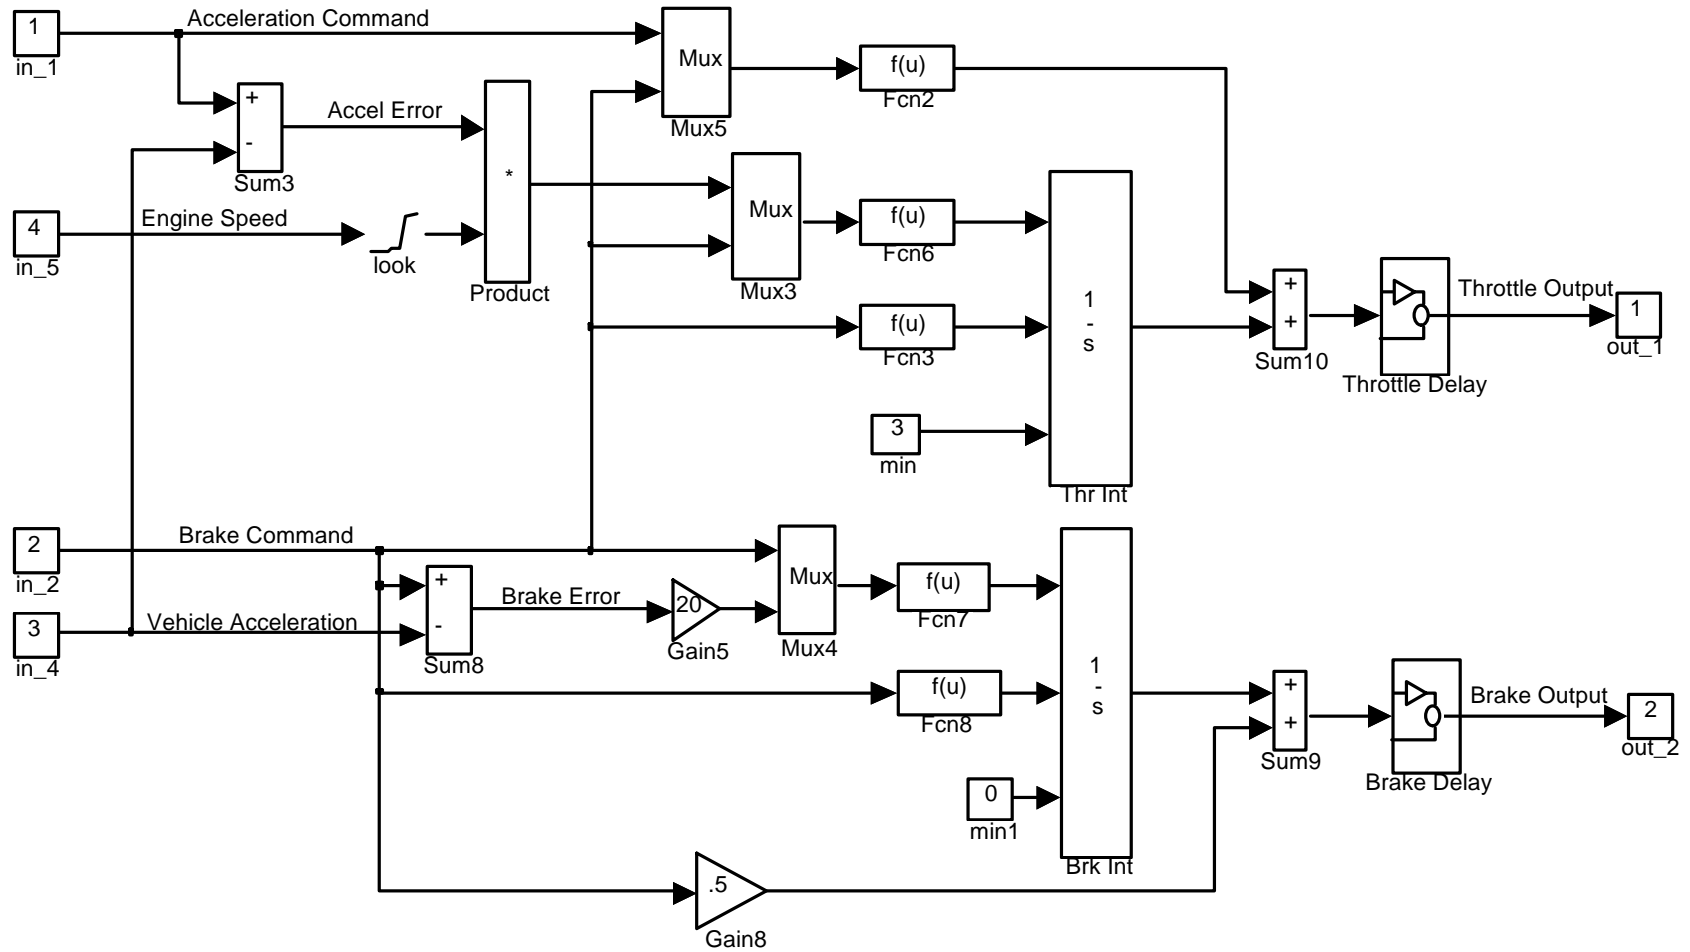 1
in_1
Acceleration Command
+
-
Sum3
Accel Error
4
in_5
Engine Speed
look
*
Product
Mux
Mux5
f(u)
Fcn2
Mux
Mux3
f(u)
Fcn6
f(u)
Fcn3
3
min
1
-
s
Thr Int
+
+
Sum10
Throttle Delay
Throttle Output
1
out_1
2
in_2
Brake Command
3
in_4
Vehicle Acceleration
+
-
Sum8
Brake Error
20
Gain5
Mux
Mux4
f(u)
Fcn7
f(u)
Fcn8
0
min1
1
-
s
Brk Int
.5
Gain8
+
+
Sum9
Brake Delay
Brake Output
2
out_2